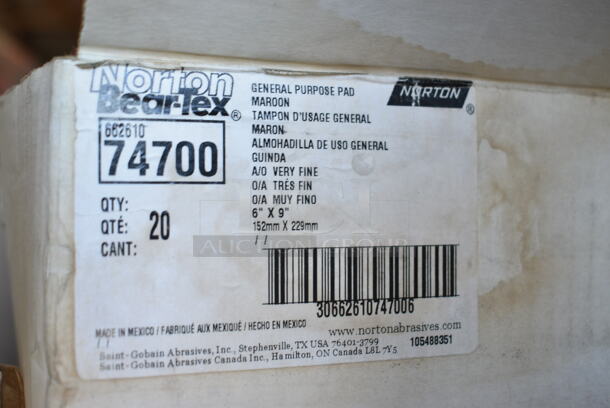 Norton
Bear-Tex®
662610
74700
QTY:
QTÉ: 20
CANT:
GENERAL PURPOSE PAD
MAROON
TAMPON D'USAGE GENERAL
MARON
ALMOHADILLA DE USO GENERAL
GUINDA
A/O VERY FINE
O/A TRÉS FIN
O/A MUY FINO
6" X 9"
152mm X 229mm
NORTON®
AUCTION GROUP
30662610747006
MADE IN MEXICO / FABRIQUÉ AUX MEXIQUÉ / HECHO EN MEXICO
www.nortonabrasives.com
105488351
Saint-Gobain Abrasives, Inc., Stephenville, TX USA 76401-3799
Saint-Gobain Abrasives Canada Inc., Hamilton, ON Canada L8L 7Y5